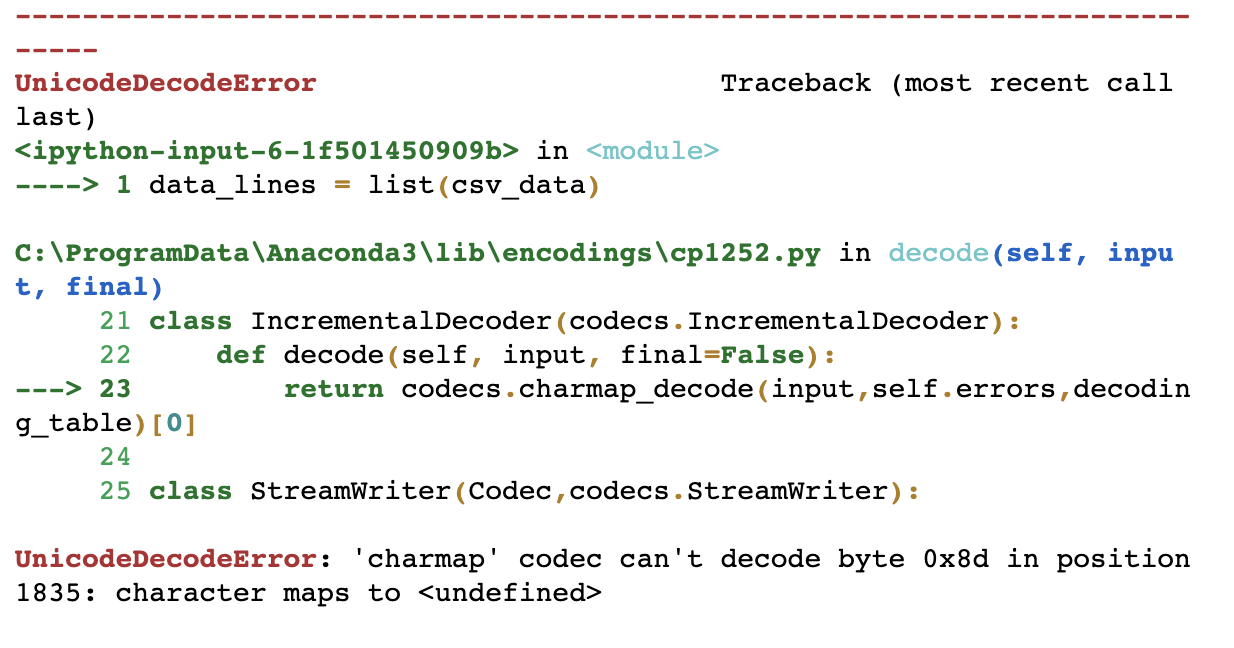 ---------------------------------------------------------------------------
UnicodeDecodeError                        Traceback (most recent call
last)
<ipython-input-6-1f501450909b> in <module>
----> 1 data_lines = list(csv_data)
C:\ProgramData\Anaconda3\lib\encodings\cp1252.py in decode(self, inpu
t, final)
     21 class IncrementalDecoder(codecs.IncrementalDecoder):
     22     def decode(self, input, final=False):
---> 23         return codecs.charmap_decode(input,self.errors,decodin
g_table)[0]
     24
     25 class StreamWriter(Codec,codecs.StreamWriter):
UnicodeDecodeError: 'charmap' codec can't decode byte 0x8d in position
1835: character maps to <undefined>